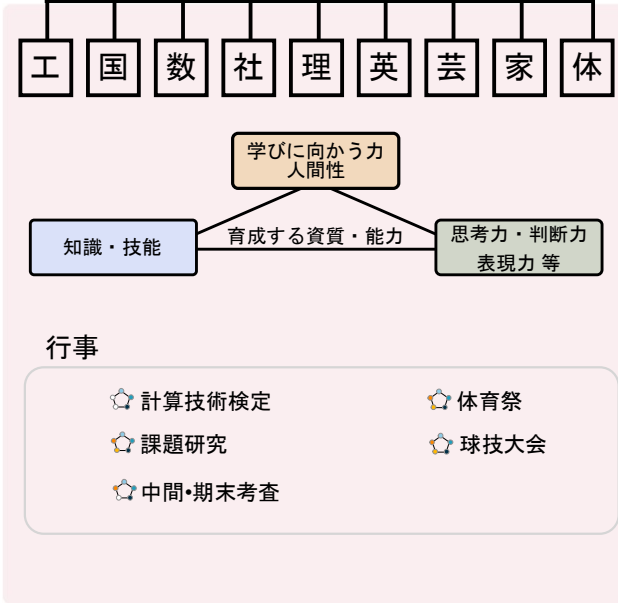 工 国 数 社 理 英 芸 家 体
学びに向かう力
人間性
知識・技能
育成する資質・能力
思考力・判断力
表現力 等
行事
計算技術検定
体育祭
課題研究
球技大会
中間•期末考査